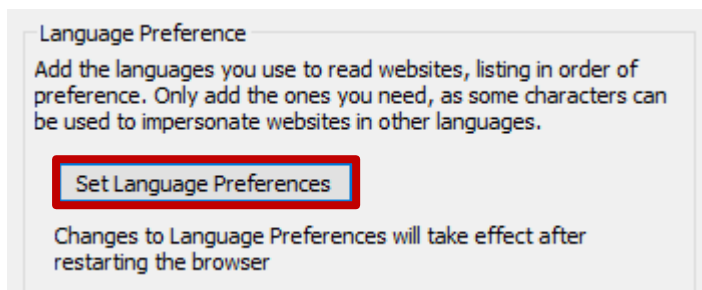 Language Preference
Add the languages you use to read websites, listing in order of
preference. Only add the ones you need, as some characters can
be used to impersonate websites in other languages.
Set Language Preferences
Changes to Language Preferences will take effect after
restarting the browser